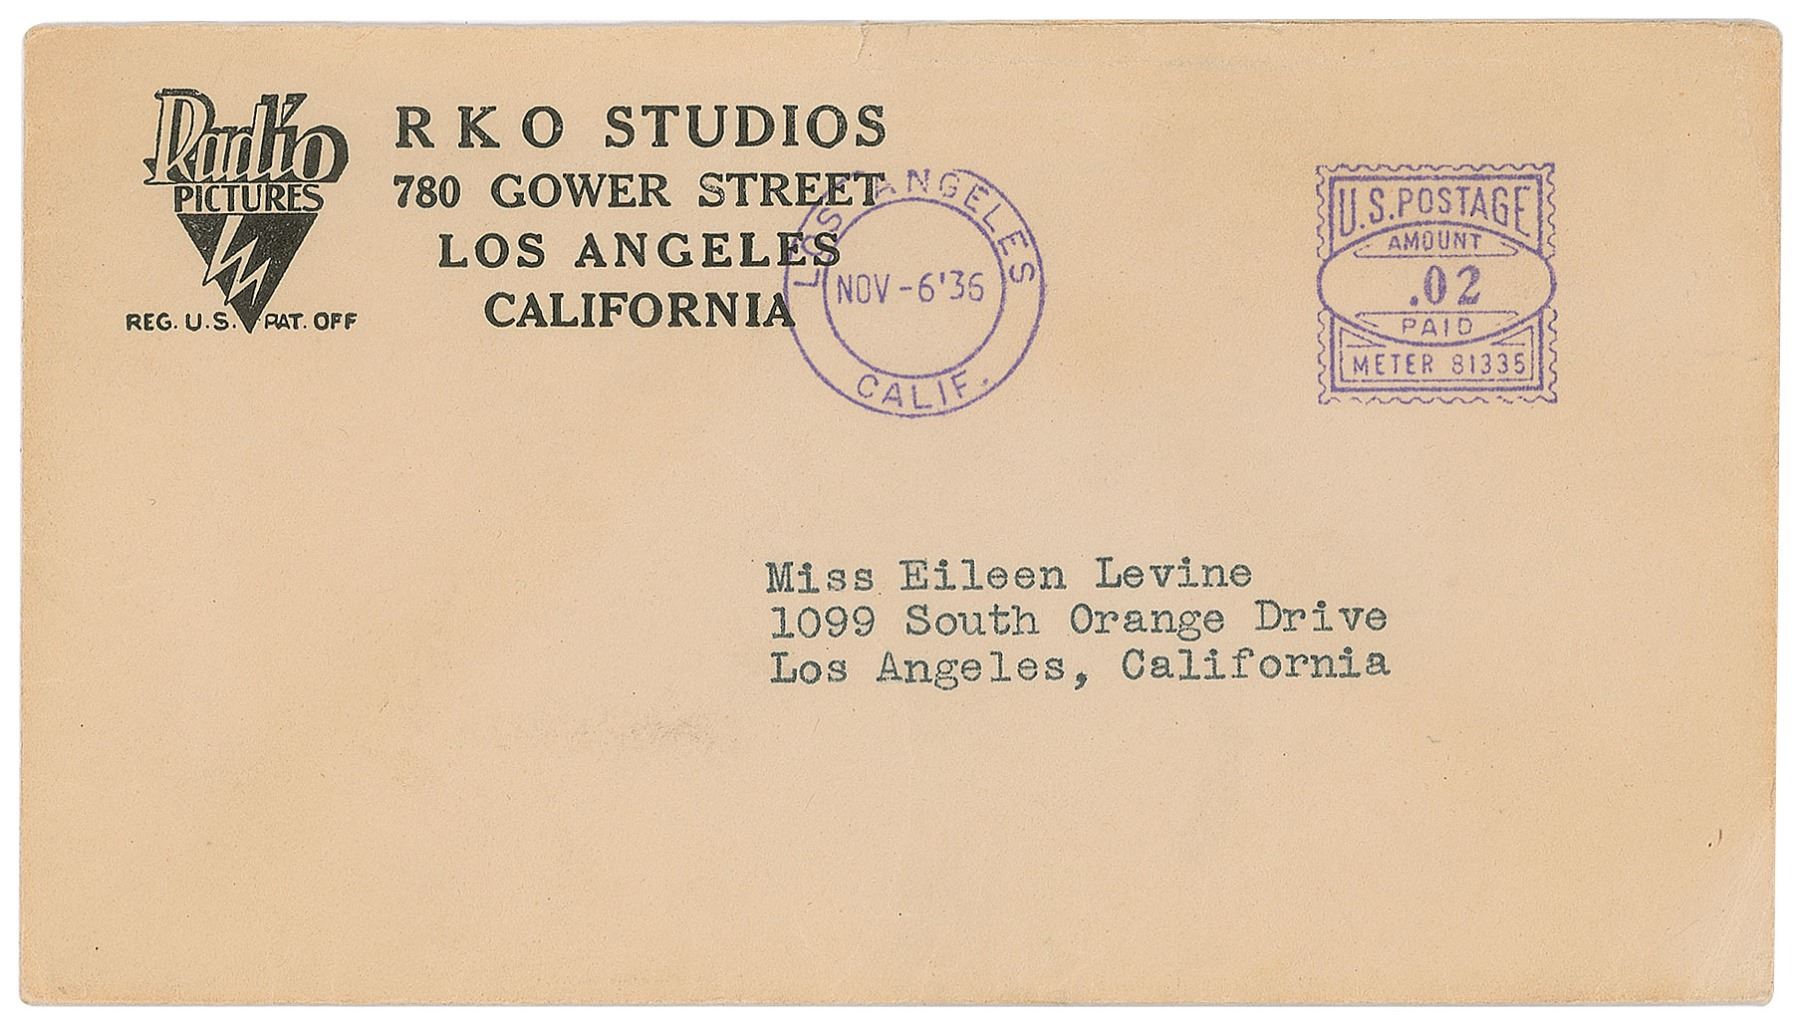 Radio
PICTURES
REG. U.S. PAT. OFF
RKO STUDIOS
780 GOWER STREET
LOS ANGELES
CALIFORNIA
LOS ANGELES
NOV-6'36
CALIF.
U.S. POSTAGE
AMOUNT
.02
PAID
METER 81335
Miss Eileen Levine
1099 South Orange Drive
Los Angeles, California